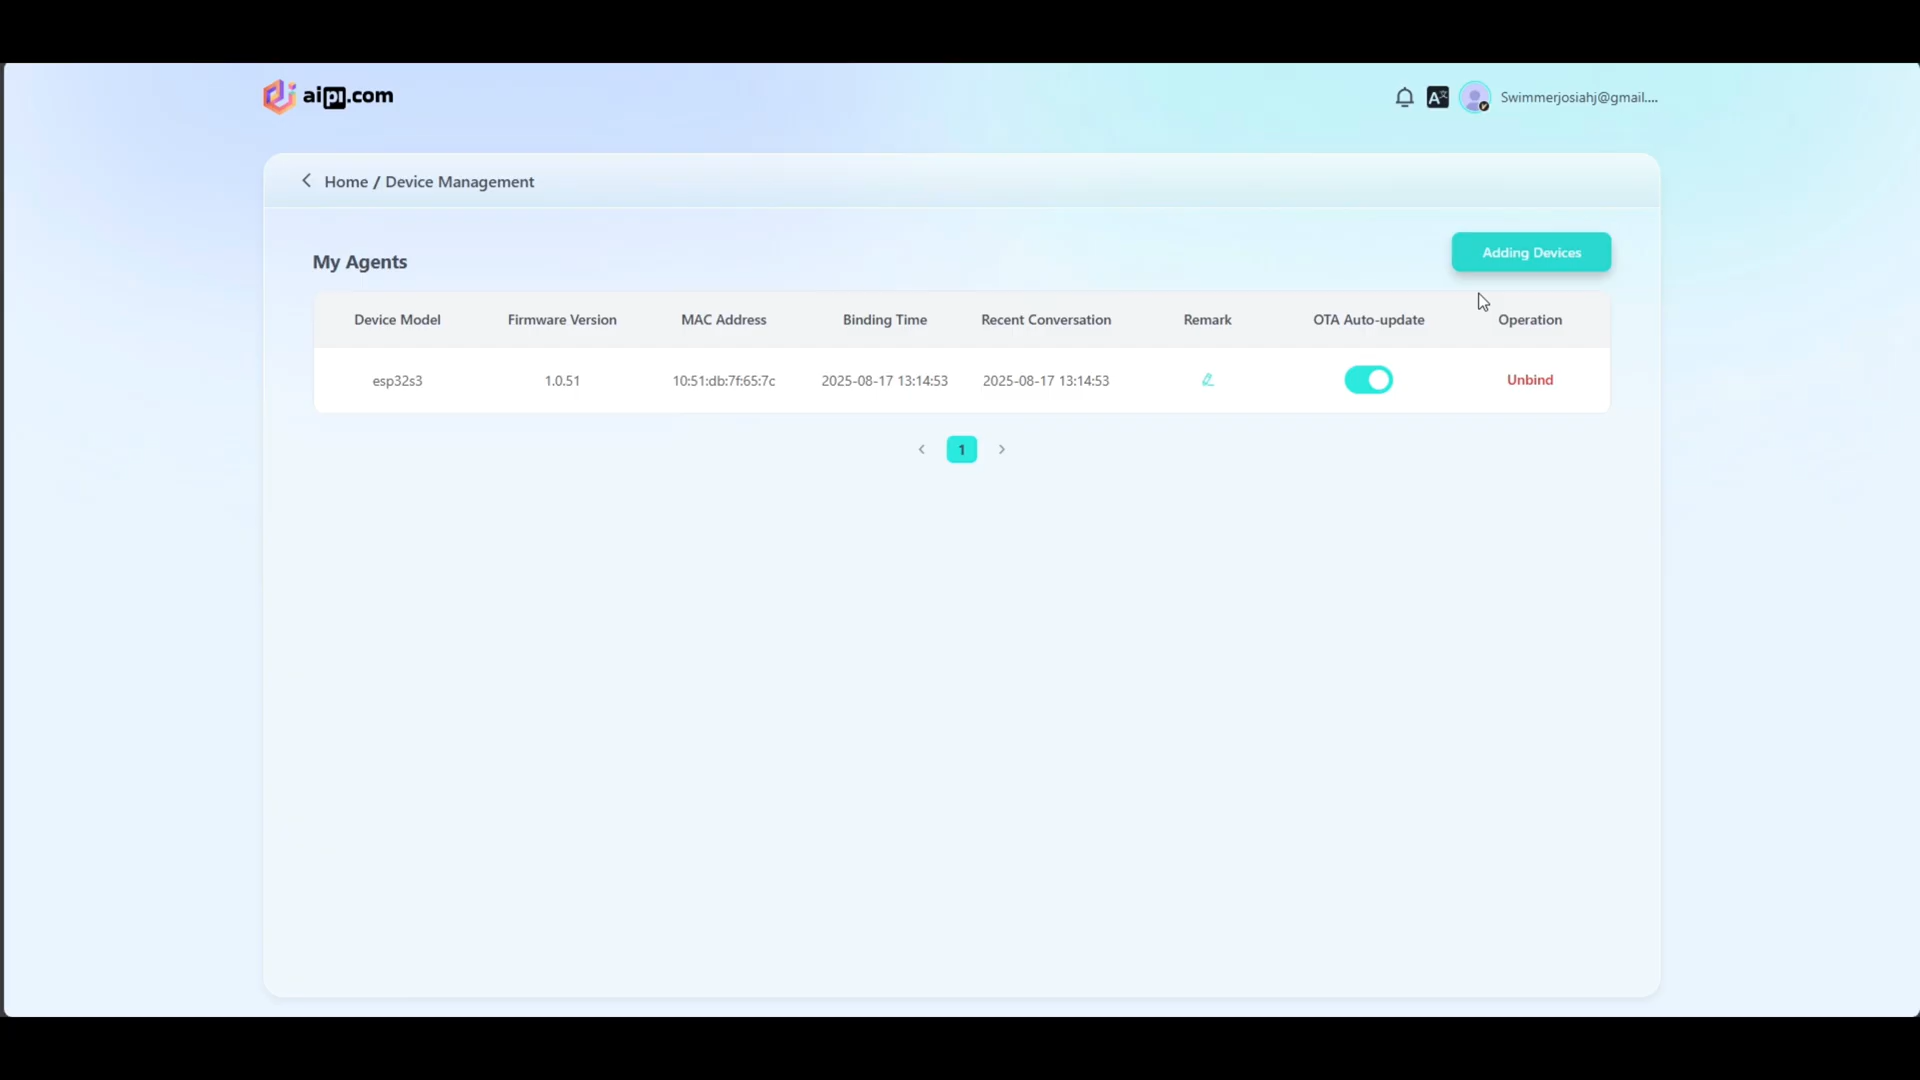 aipi.com
Swimmerjosiahj@gmail....
Home / Device Management
Adding Devices
My Agents
Device Model Firmware Version MAC Address Binding Time Recent Conversation Remark OTA Auto-update Operation
esp32s3 1.0.51 10:51:db:7f:65:7c 2025-08-17 13:14:53 2025-08-17 13:14:53 Unbind
1